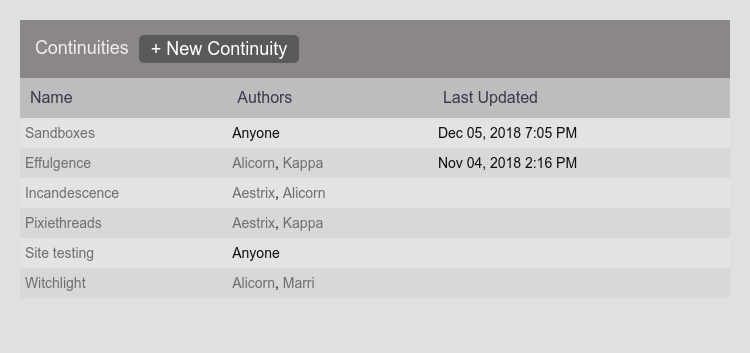 Continuities + New Continuity
Name Authors Last Updated
Sandboxes Anyone Dec 05, 2018 7:05 PM
Effulgence Alicorn, Kappa Nov 04, 2018 2:16 PM
Incandescence Aestrix, Alicorn
Pixiethreads Aestrix, Kappa
Site testing Anyone
Witchlight Alicorn, Marri